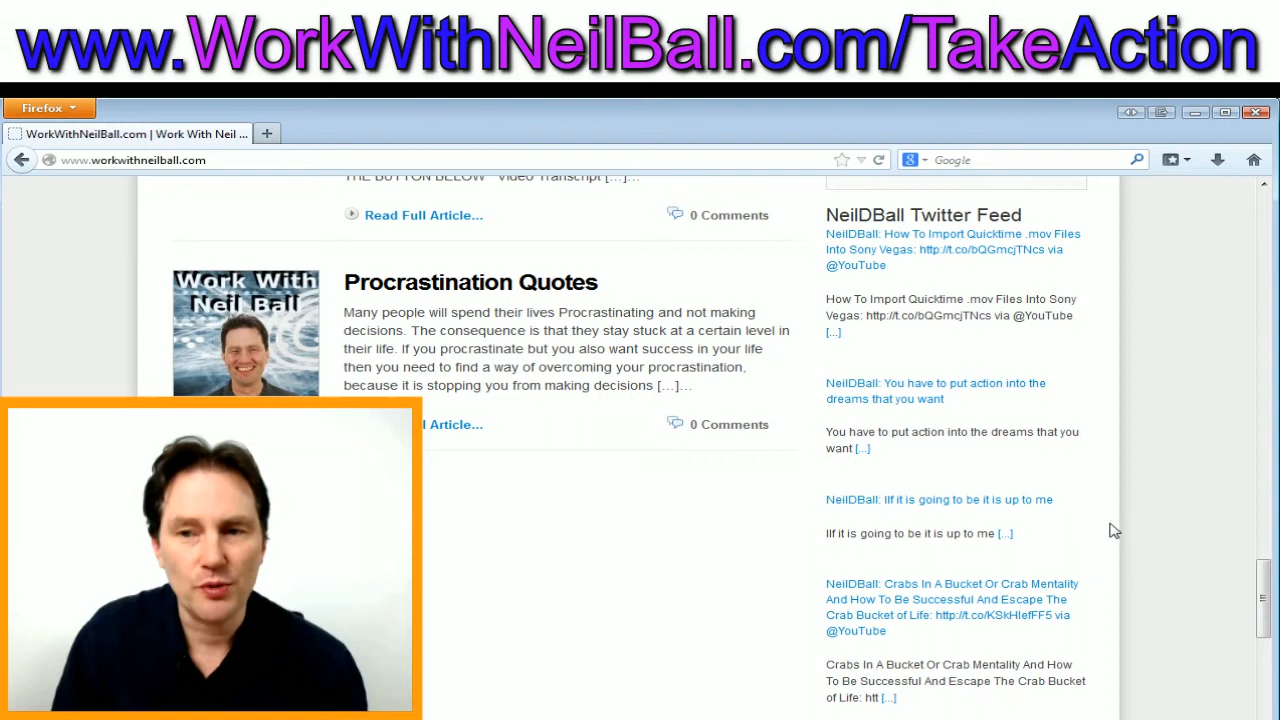 www.WorkWithNeilBall.com/TakeAction
Firefox
WorkWithNeilBall.com | Work With Neil ...
www.workwithneilball.com
Google
THE BUTTON BELOW Video Transcript [...]...
Read Full Article...
0 Comments
Work With
Neil Ball
Procrastination Quotes
Many people will spend their lives Procrastinating and not making
decisions. The consequence is that they stay stuck at a certain level in
their life. If you procrastinate but you also want success in your life
then you need to find a way of overcoming your procrastination,
because it is stopping you from making decisions [...]...
l Article...
0 Comments
NeilDBall Twitter Feed
NeilDBall: How To Import Quicktime .mov Files
Into Sony Vegas: http://t.co/bQGmcjTNcs via
@YouTube
How To Import Quicktime .mov Files Into Sony
Vegas: http://t.co/bQGmcjTNCs via @YouTube
[...]
NeilDBall: You have to put action into the
dreams that you want
You have to put action into the dreams that you
want [...]
NeilDBall: IIf it is going to be it is up to me
IIf it is going to be it is up to me [...]
NeilDBall: Crabs In A Bucket Or Crab Mentality
And How To Be Successful And Escape The
Crab Bucket of Life: http://t.co/KSkHIefFF5 via
@YouTube
Crabs In A Bucket Or Crab Mentality And How
To Be Successful And Escape The Crab Bucket
of Life: htt [...]